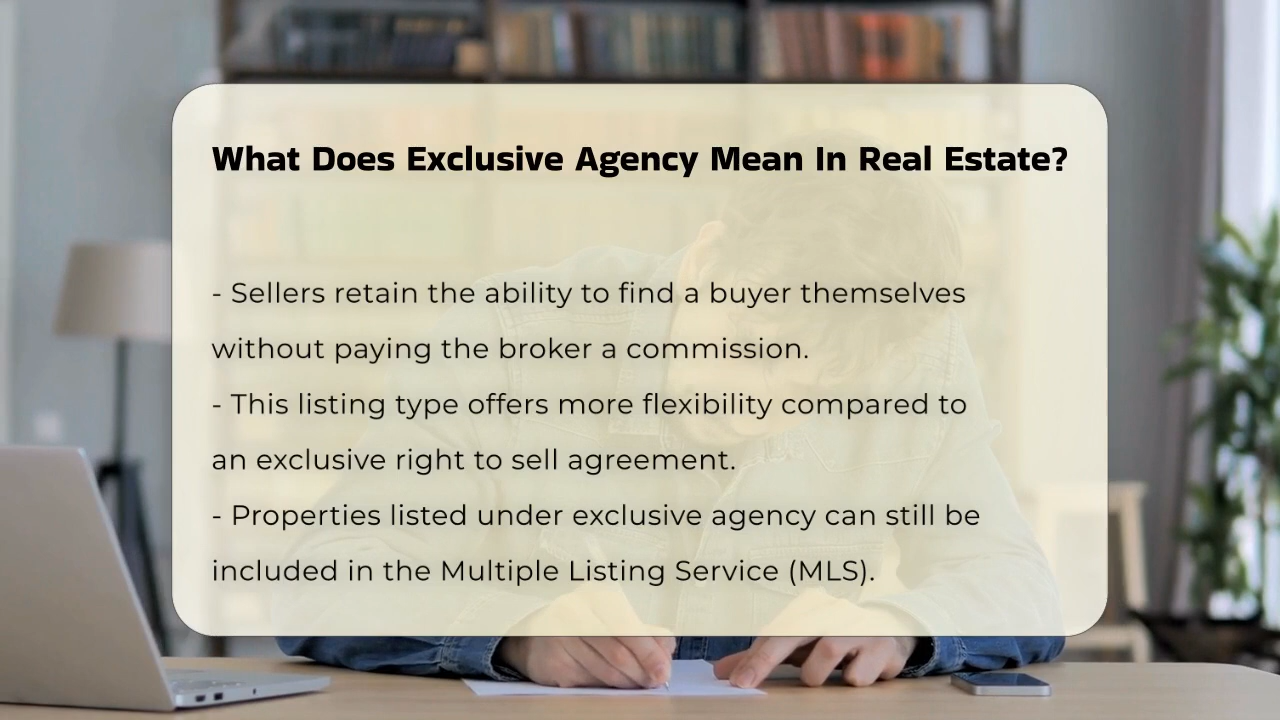 What Does Exclusive Agency Mean In Real Estate?
- Sellers retain the ability to find a buyer themselves
without paying the broker a commission.
- This listing type offers more flexibility compared to
an exclusive right to sell agreement.
- Properties listed under exclusive agency can still be
included in the Multiple Listing Service (MLS).